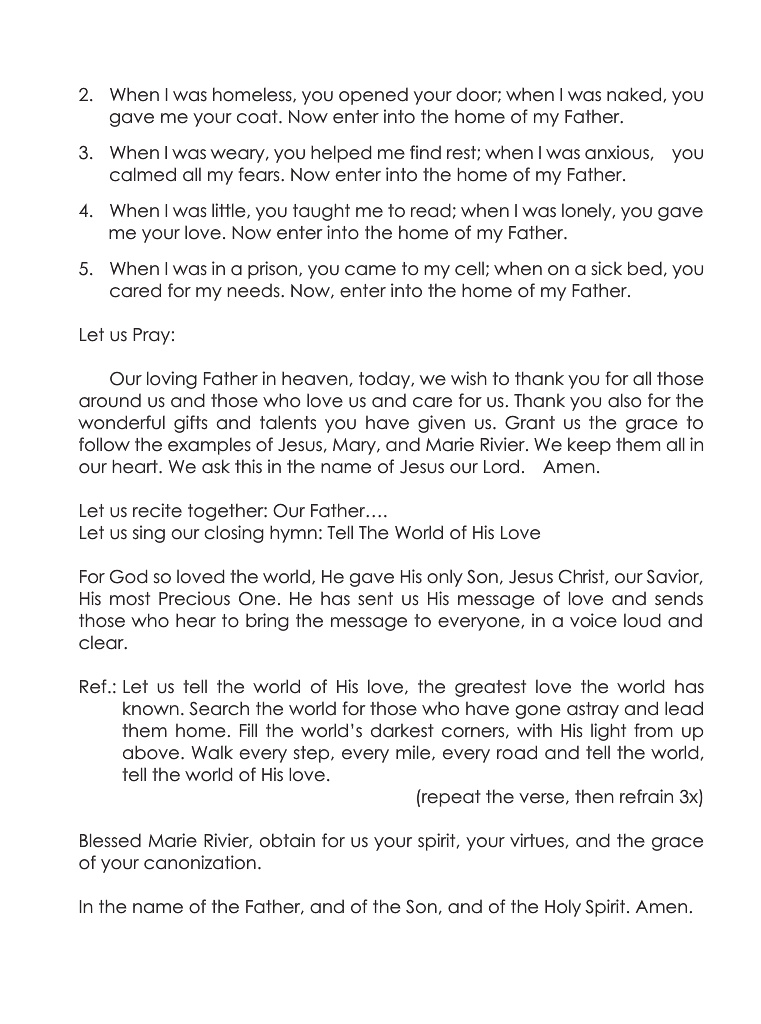 2. When I was homeless, you opened your door; when I was naked, you
gave me your coat. Now enter into the home of my Father.
3. When I was weary, you helped me find rest; when I was anxious, you
calmed all my fears. Now enter into the home of my Father.
4. When I was little, you taught me to read; when I was lonely, you gave
me your love. Now enter into the home of my Father.
5. When I was in a prison, you came to my cell; when on a sick bed, you
cared for my needs. Now, enter into the home of my Father.
Let us Pray:
Our loving Father in heaven, today, we wish to thank you for all those
around us and those who love us and care for us. Thank you also for the
wonderful gifts and talents you have given us. Grant us the grace to
follow the examples of Jesus, Mary, and Marie Rivier. We keep them all in
our heart. We ask this in the name of Jesus our Lord. Amen.
Let us recite together: Our Father….
Let us sing our closing hymn: Tell The World of His Love
For God so loved the world, He gave His only Son, Jesus Christ, our Savior,
His most Precious One. He has sent us His message of love and sends
those who hear to bring the message to everyone, in a voice loud and
clear.
Ref.: Let us tell the world of His love, the greatest love the world has
known. Search the world for those who have gone astray and lead
them home. Fill the world's darkest corners, with His light from up
above. Walk every step, every mile, every road and tell the world,
tell the world of His love.
(repeat the verse, then refrain 3x)
Blessed Marie Rivier, obtain for us your spirit, your virtues, and the grace
of your canonization.
In the name of the Father, and of the Son, and of the Holy Spirit. Amen.